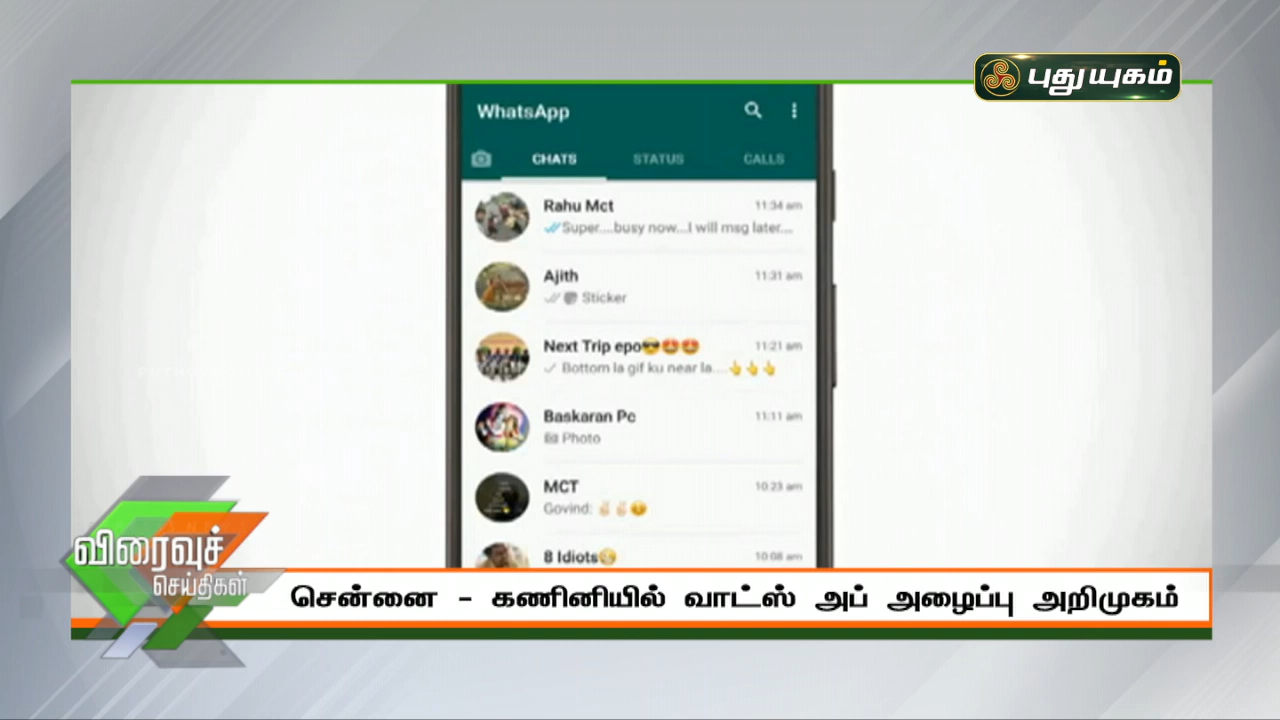 புதுயுகம்
WhatsApp
CHATS STATUS CALLS
Rahu Mct 11:34 am
Super....busy now...I will msg later....
Ajith 11:31 am
Sticker
Next Trip epo😎🤩🤩 11:21 am
Bottom la gif ku near la....👆👆👆
Baskaran Pc 11:11 am
Photo
MCT 10:23 am
Govind: ✌🏻✌🏻
8 Idiots 10:08 am
விரைவுச்
செய்திகள்
சென்னை - கணினியில் வாட்ஸ் அப் அழைப்பு அறிமுகம்